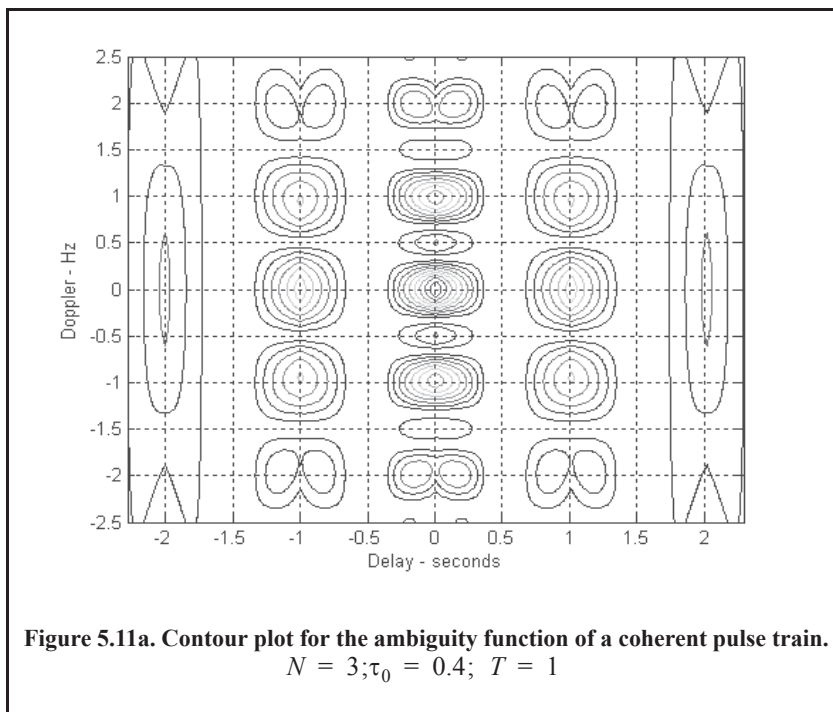 2.5
2
1.5
1
0.5
0
-0.5
-1
-1.5
-2
-2.5
Doppler - Hz
-2 -1.5 -1 -0.5 0 0.5 1 1.5 2
Delay - seconds
Figure 5.11a. Contour plot for the ambiguity function of a coherent pulse train.
N = 3;τ₀ = 0.4; T = 1